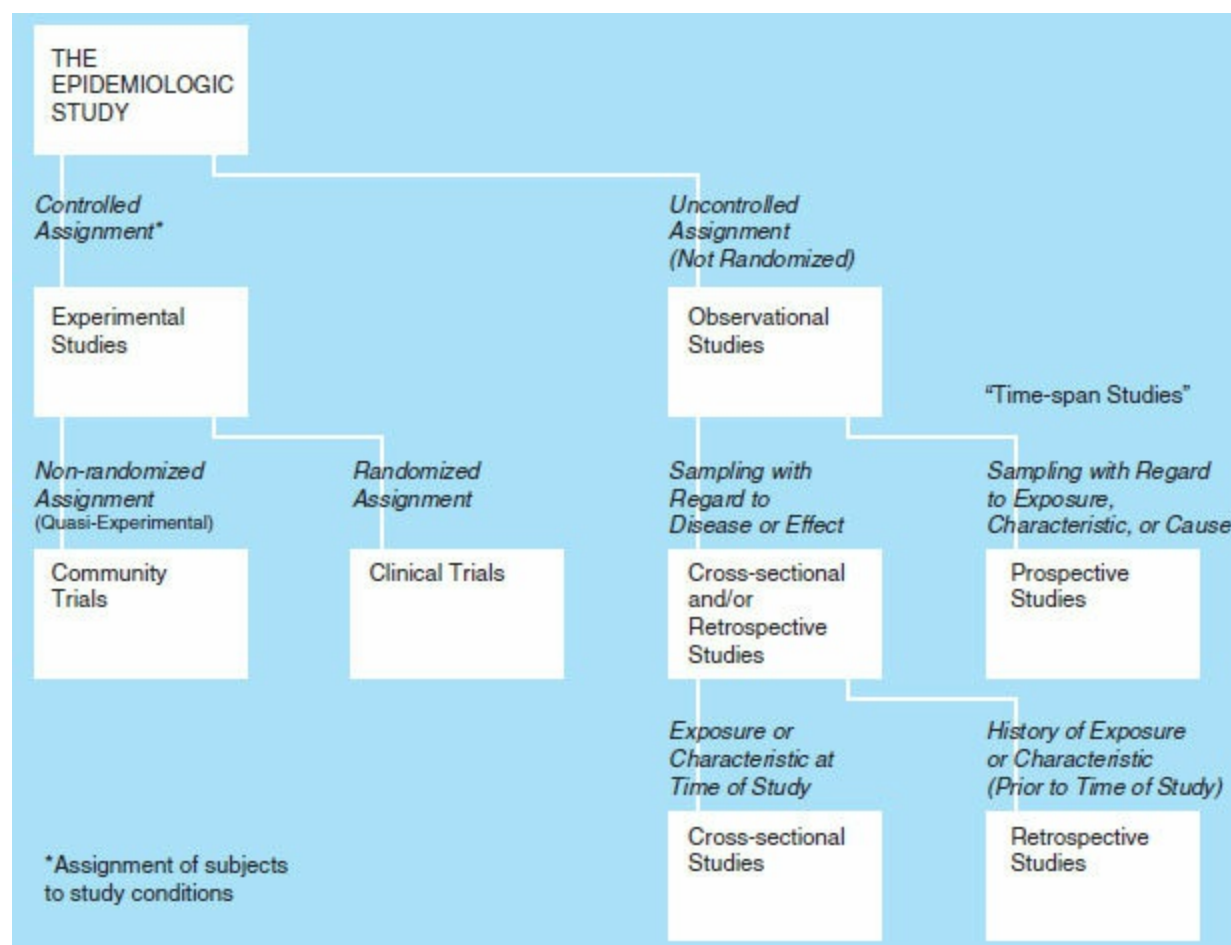 THE
EPIDEMIOLOGIC
STUDY
Controlled
Assignment*
Uncontrolled
Assignment
(Not Randomized)
Experimental
Studies
Observational
Studies
“Time-span Studies”
Non-randomized
Assignment
(Quasi-Experimental)
Randomized
Assignment
Sampling with
Regard to
Disease or Effect
Sampling with Regard
to Exposure,
Characteristic, or Cause
Community
Trials
Clinical Trials
Cross-sectional
and/or
Retrospective
Studies
Prospective
Studies
Exposure or
Characteristic at
Time of Study
History of Exposure
or Characteristic
(Prior to Time of Study)
Cross-sectional
Studies
Retrospective
Studies
*Assignment of subjects
to study conditions